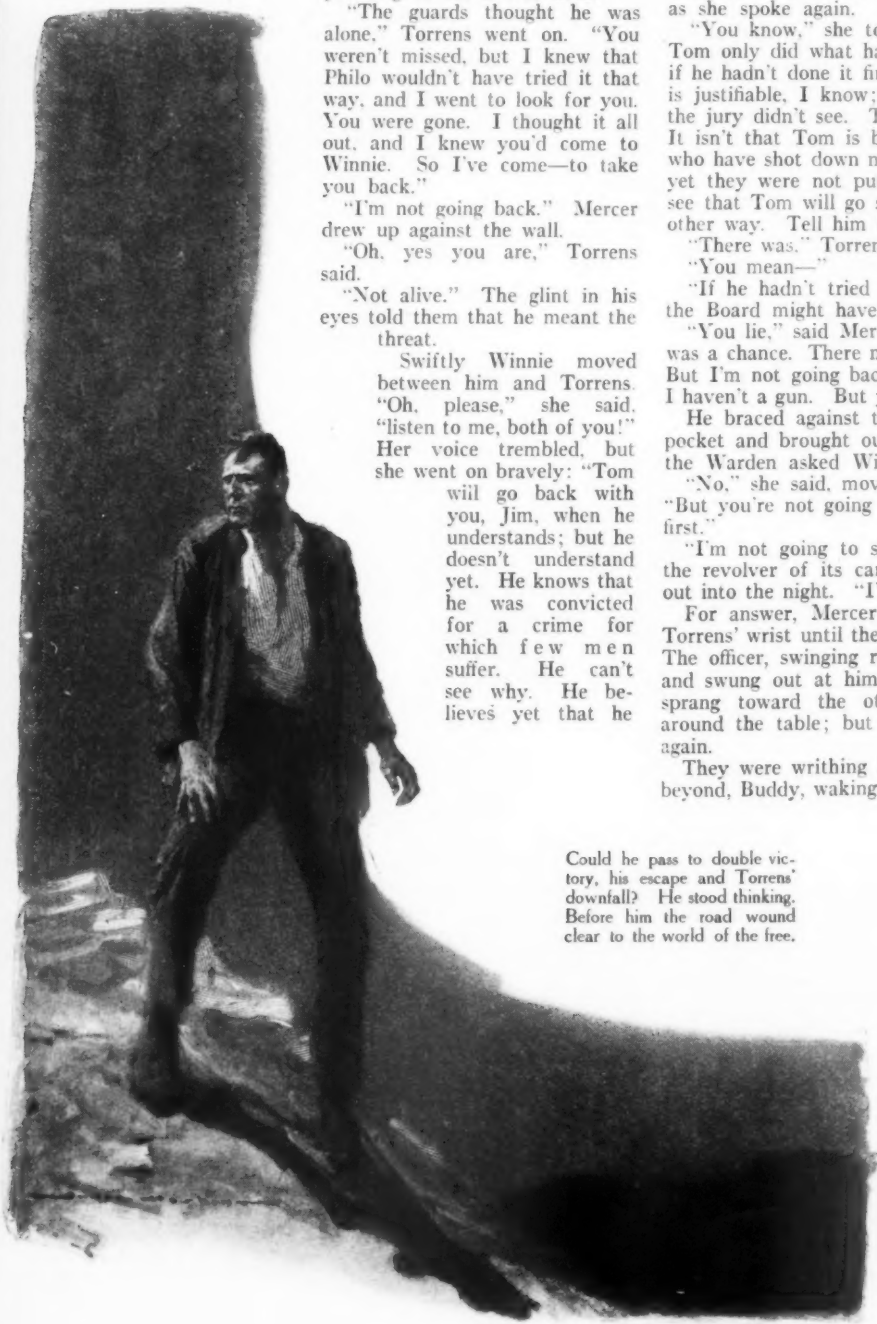 "The guards thought he was
alone," Torrens went on. "You
weren't missed, but I knew that
Philo wouldn't have tried it that
way, and I went to look for you.
You were gone. I thought it all
out, and I knew you'd come to
Winnie. So I've come—to take
you back."
"I'm not going back." Mercer
drew up against the wall.
"Oh, yes you are," Torrens
said.
"Not alive." The glint in his
eyes told them that he meant the
threat.
Swiftly Winnie moved
between him and Torrens.
"Oh, please," she said,
"listen to me, both of you!"
Her voice trembled, but
she went on bravely: "Tom
will go back with
you, Jim, when he
understands; but he
doesn't understand
yet. He knows that
he was convicted
for a crime for
which few men
suffer. He can't
see why. He be-
lieves yet that he
as she spoke again.
"You know," she to
Tom only did what ha
if he hadn't done it fir
is justifiable, I know;
the jury didn't see. T
It isn't that Tom is b
who have shot down m
yet they were not pu
see that Tom will go s
other way. Tell him
"There was." Torren
"You mean—"
"If he hadn't tried
the Board might have
"You lie," said Mer
was a chance. There n
But I'm not going bac
I haven't a gun. But
He braced against t
pocket and brought ou
the Warden asked Wi
"No," she said, mov
"But you're not going
first."
"I'm not going to s
the revolver of its ca
out into the night. "I
For answer, Mercer
Torrens' wrist until the
The officer, swinging r
and swung out at him
sprang toward the ot
around the table; but
again.
They were writhing
beyond, Buddy, waking
Could he pass to double vic-
tory, his escape and Torrens'
downfall? He stood thinking.
Before him the road wound
clear to the world of the free.